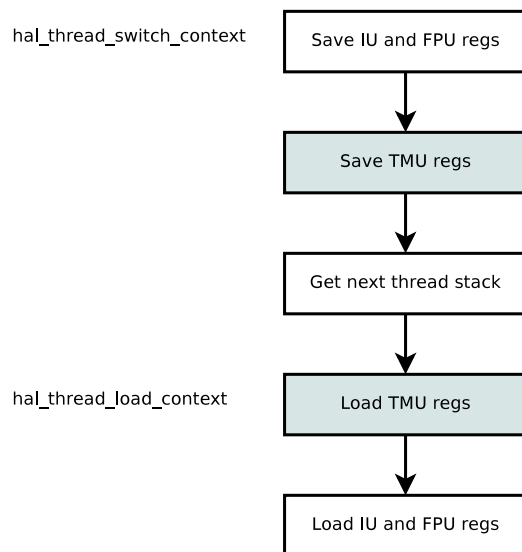 hal_thread_switch_context
Save IU and FPU regs
Save TMU regs
Get next thread stack
hal_thread_load_context
Load TMU regs
Load IU and FPU regs